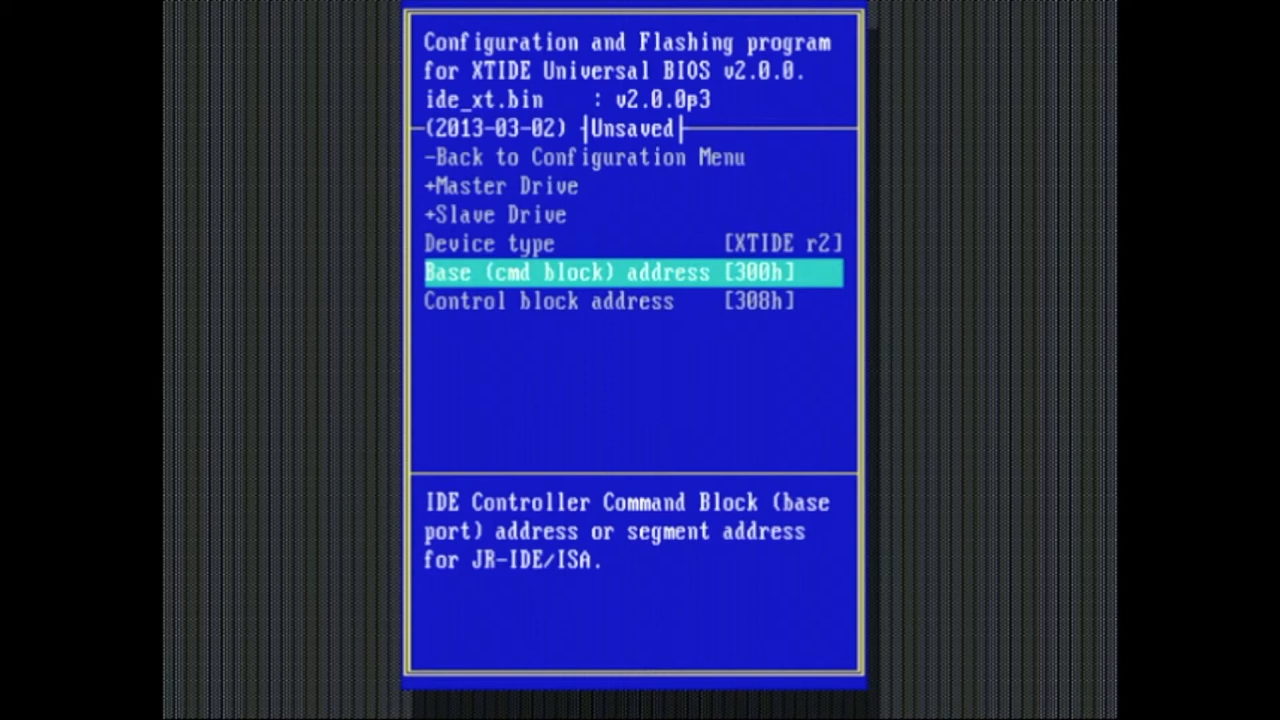 Configuration and Flashing program
for XTIDE Universal BIOS v2.0.0.
ide_xt.bin : v2.0.0β3
(2013-03-02) Unsaved
-Back to Configuration Menu
+Master Drive
+Slave Drive
Device type [XTIDE r2]
Base (cmd block) address [300h]
Control block address [308h]
IDE Controller Command Block (base
port) address or segment address
for JR-IDE/ISA.